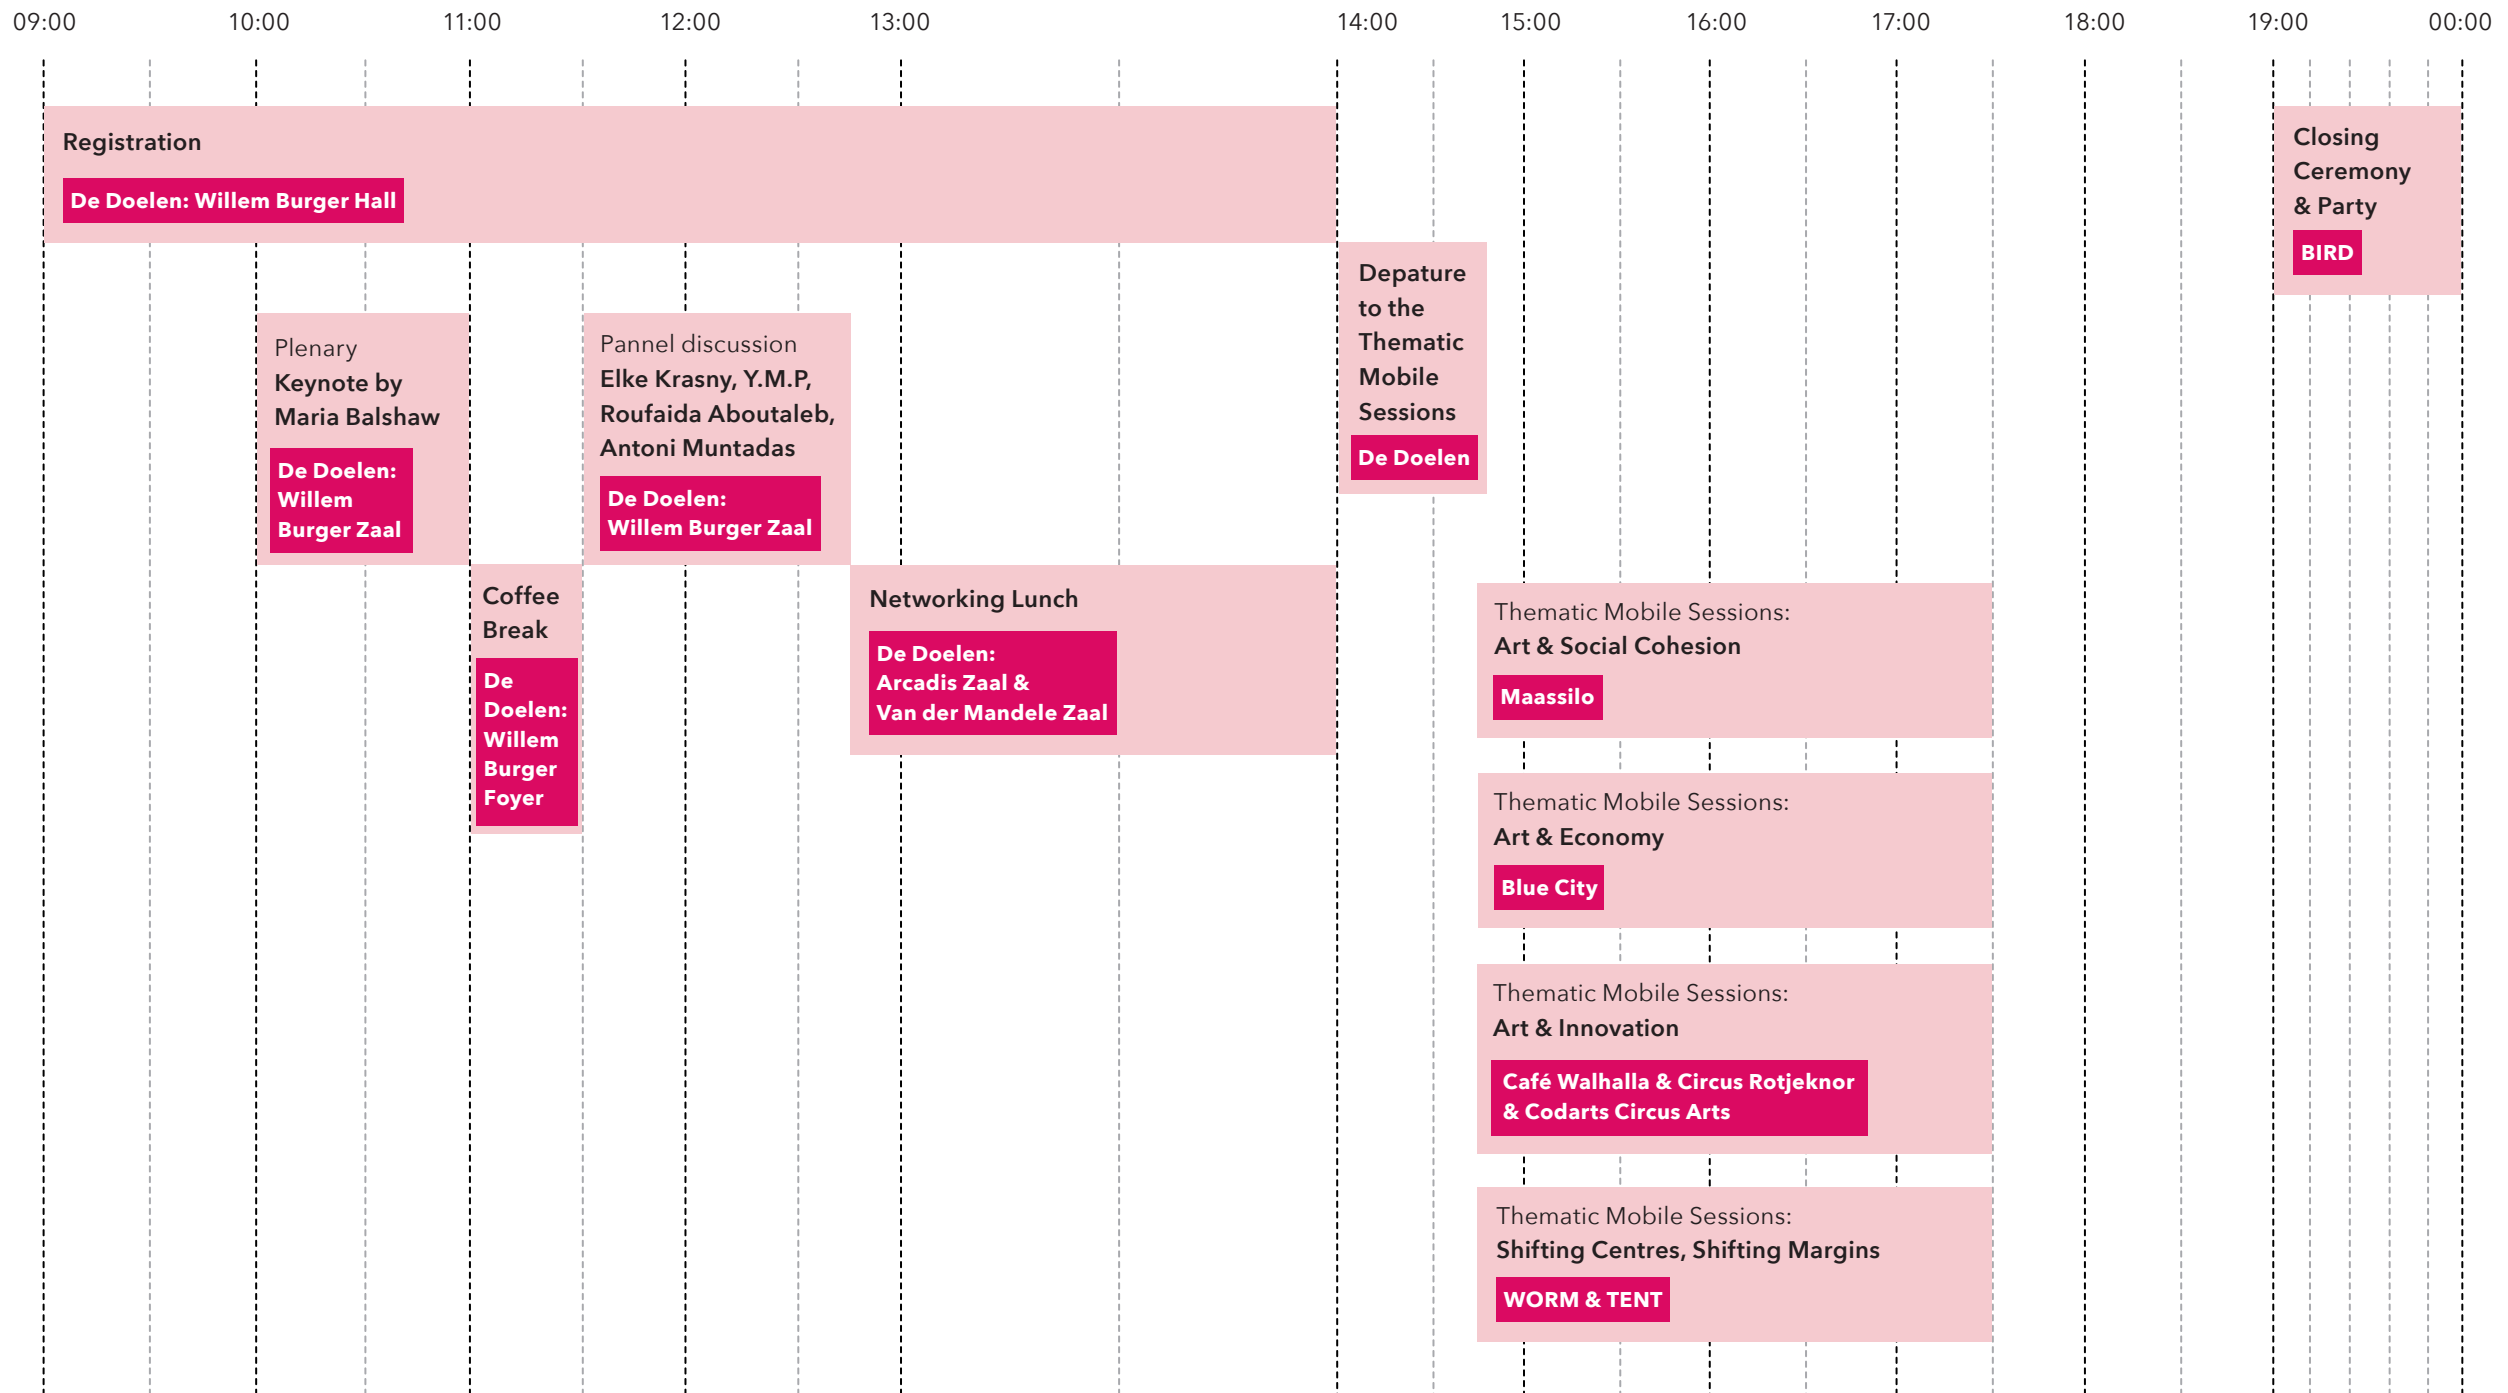 09:00 10:00 11:00 12:00 13:00 14:00 15:00 16:00 17:00 18:00 19:00 00:00
Registration
De Doelen: Willem Burger Hall
Closing
Ceremony
& Party
BIRD
Plenary
Keynote by
Maria Balshaw
De Doelen:
Willem
Burger Zaal
Coffee
Break
De
Doelen:
Willem
Burger
Foyer
Pannel discussion
Elke Krasny, Y.M.P,
Roufaida Aboutaleb,
Antoni Muntadas
De Doelen:
Willem Burger Zaal
Networking Lunch
De Doelen:
Arcadis Zaal &
Van der Mandele Zaal
Depature
to the
Thematic
Mobile
Sessions
De Doelen
Thematic Mobile Sessions:
Art & Social Cohesion
Maassilo
Thematic Mobile Sessions:
Art & Economy
Blue City
Thematic Mobile Sessions:
Art & Innovation
Café Walhalla & Circus Rotjeknor
& Codarts Circus Arts
Thematic Mobile Sessions:
Shifting Centres, Shifting Margins
WORM & TENT